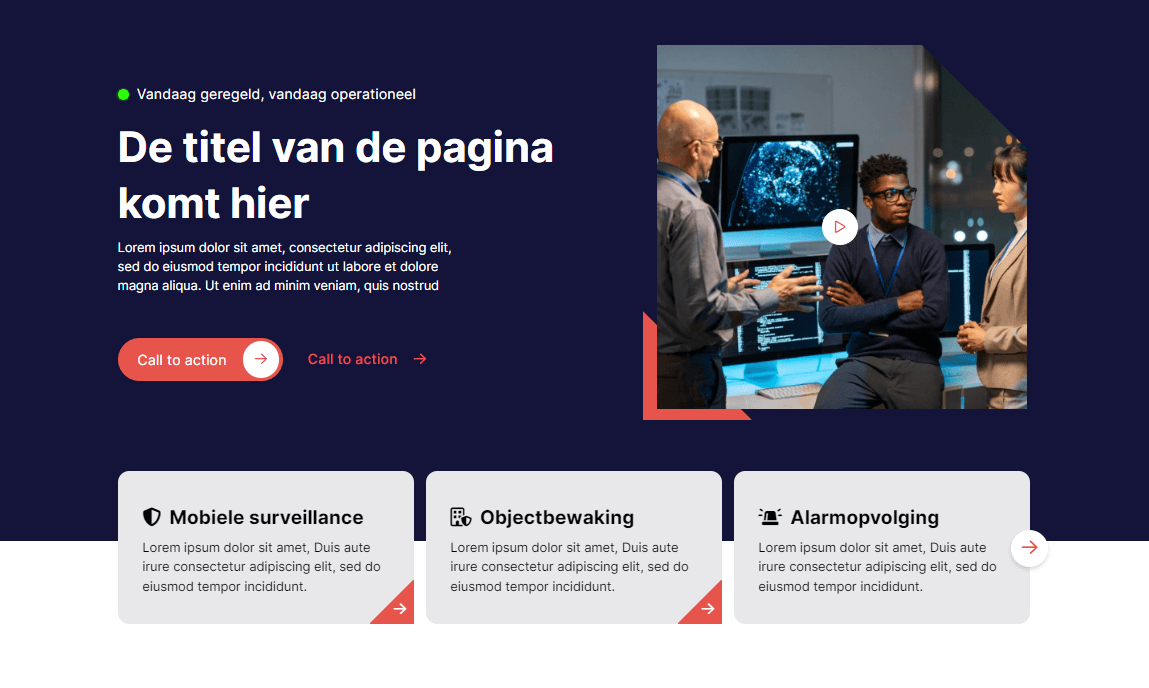 Vandaag geregeld, vandaag operationeel
De titel van de pagina
komt hier
Lorem ipsum dolor sit amet, consectetur adipiscing elit,
sed do eiusmod tempor incididunt ut labore et dolore
magna aliqua. Ut enim ad minim veniam, quis nostrud
Call to action
Call to action
Mobiele surveillance
Lorem ipsum dolor sit amet, Duis aute
irure consectetur adipiscing elit, sed do
eiusmod tempor incididunt.
Objectbewaking
Lorem ipsum dolor sit amet, Duis aute
irure consectetur adipiscing elit, sed do
eiusmod tempor incididunt.
Alarmopvolging
Lorem ipsum dolor sit amet, Duis aute
irure consectetur adipiscing elit, sed do
eiusmod tempor incididunt.